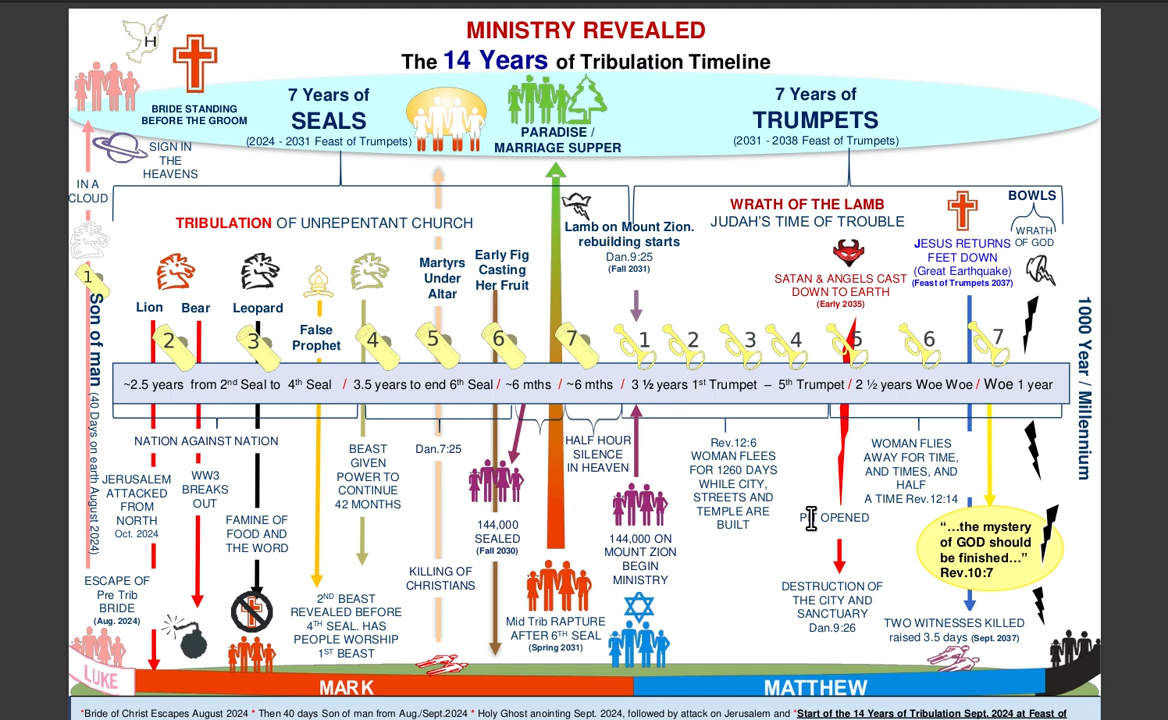 MINISTRY REVEALED
The 14 Years of Tribulation Timeline
H
BRIDE STANDING
BEFORE THE GROOM
7 Years of
SEALS
(2024 - 2031 Feast of Trumpets)
PARADISE /
MARRIAGE SUPPER
7 Years of
TRUMPETS
(2031 - 2038 Feast of Trumpets)
SIGN IN
THE
HEAVENS
IN A
CLOUD
TRIBULATION OF UNREPENTANT CHURCH
Lamb on Mount Zion.
rebuilding starts
Dan.9:25
(Fall 2031)
WRATH OF THE LAMB
JUDAH'S TIME OF TROUBLE
BOWLS
WRATH
OF GOD
JESUS RETURNS
FEET DOWN
(Great Earthquake)
(Feast of Trumpets 2037)
SATAN & ANGELS CAST
DOWN TO EARTH
(Early 2035)
Lion
Bear
Leopard
False
Prophet
Martyrs
Under
Altar
Early Fig
Casting
Her Fruit
1
2
3
4
5
6
7
1
2
3
4
5
6
7
Son of man (40 Days on earth August 2024)
1000 Year / Millennium
~2.5 years from 2nd Seal to 4th Seal / 3.5 years to end 6th Seal / ~6 mths / ~6 mths / 3 ½ years 1st Trumpet – 5th Trumpet / 2 ½ years Woe Woe / Woe 1 year
NATION AGAINST NATION
JERUSALEM
ATTACKED
FROM
NORTH
Oct. 2024
WW3
BREAKS
OUT
FAMINE OF
FOOD AND
THE WORD
BEAST
GIVEN
POWER TO
CONTINUE
42 MONTHS
Dan.7:25
HALF HOUR
SILENCE
IN HEAVEN
144,000
SEALED
(Fall 2030)
144,000 ON
MOUNT ZION
BEGIN
MINISTRY
Rev.12:6
WOMAN FLEES
FOR 1260 DAYS
WHILE CITY,
STREETS AND
TEMPLE ARE
BUILT
OPENED
WOMAN FLIES
AWAY FOR TIME,
AND TIMES, AND
HALF
A TIME Rev.12:14
"…the mystery
of GOD should
be finished…"
Rev.10:7
ESCAPE OF
Pre Trib
BRIDE
(Aug. 2024)
2ND BEAST
REVEALED BEFORE
4TH SEAL. HAS
PEOPLE WORSHIP
1ST BEAST
KILLING OF
CHRISTIANS
Mid Trib RAPTURE
AFTER 6TH SEAL
(Spring 2031)
DESTRUCTION OF
THE CITY AND
SANCTUARY
Dan.9:26
TWO WITNESSES KILLED
raised 3.5 days (Sept. 2037)
LUKE
MARK
MATTHEW
*Bride of Christ Escapes August 2024 * Then 40 days Son of man from Aug./Sept.2024 * Holy Ghost anointing Sept. 2024, followed by attack on Jerusalem and *Start of the 14 Years of Tribulation Sept. 2024 at Feast of